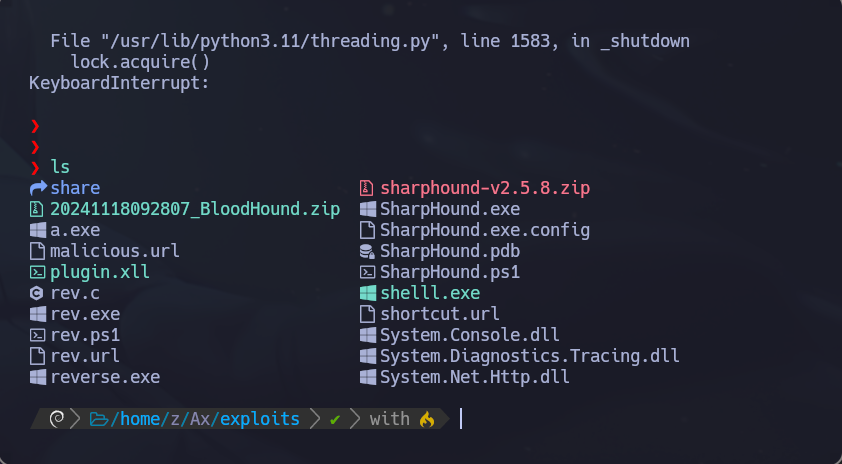 File "/usr/lib/python3.11/threading.py", line 1583, in _shutdown
lock.acquire()
KeyboardInterrupt:
❯
❯
❯ ls
share sharphound-v2.5.8.zip
20241118092807_BloodHound.zip SharpHound.exe
a.exe SharpHound.exe.config
malicious.url SharpHound.pdb
plugin.xll SharpHound.ps1
rev.c shelll.exe
rev.exe shortcut.url
rev.ps1 System.Console.dll
rev.url System.Diagnostics.Tracing.dll
reverse.exe System.Net.Http.dll
/home/z/Ax/exploits ✔ with